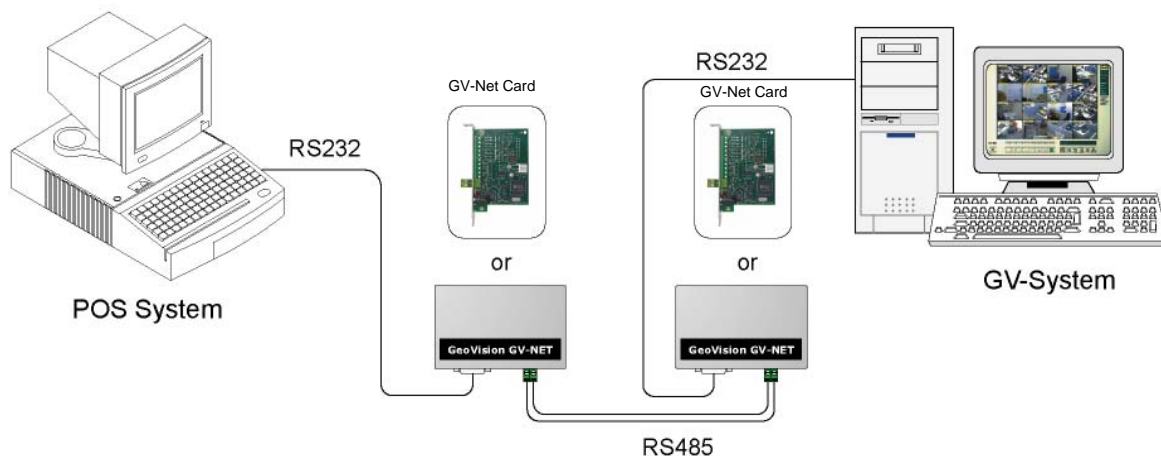 RS232
GV-Net Card
RS232
GV-Net Card
or
or
POS System
GV-System
GeoVision GV-NET
GeoVision GV-NET
RS485